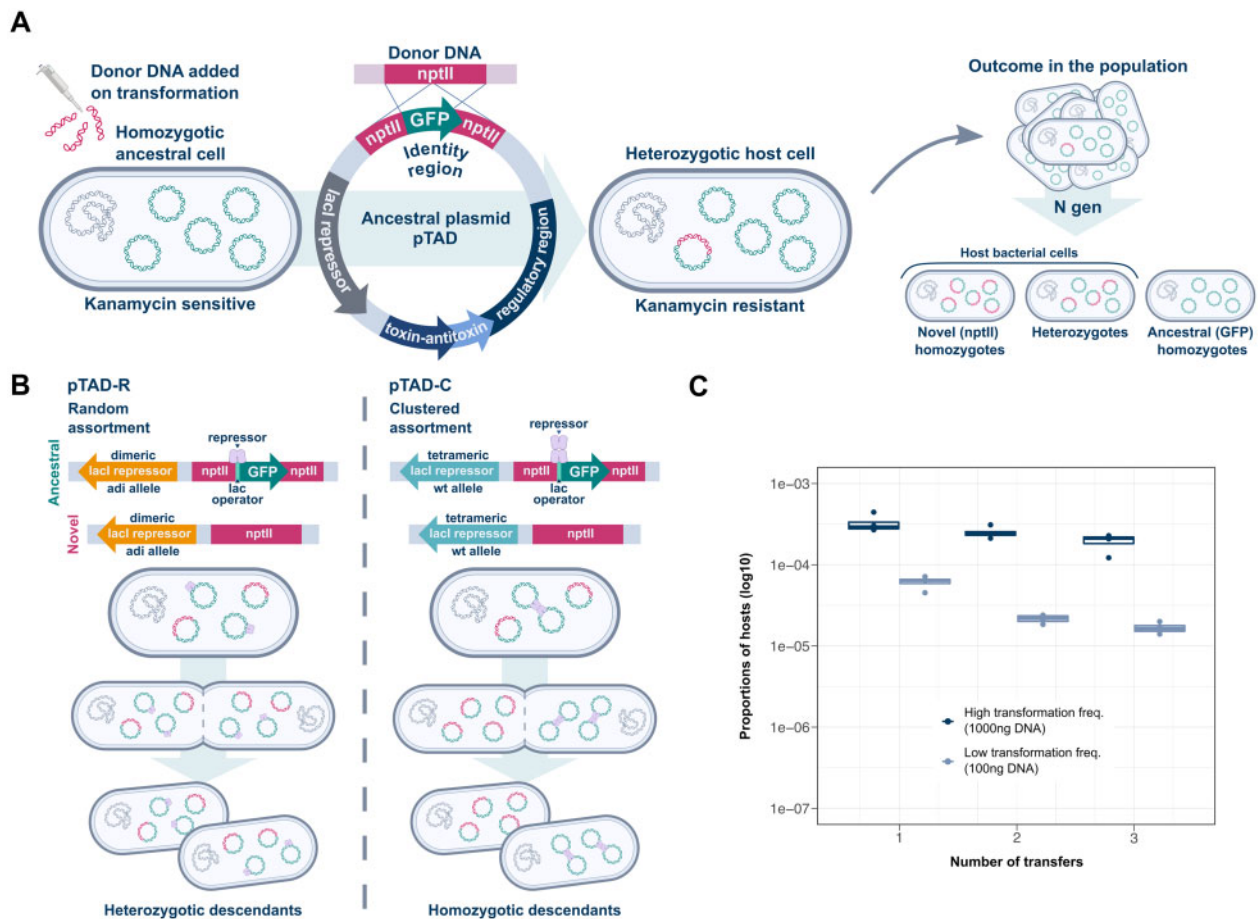 A
Donor DNA added
on transformation
Homozygotic
ancestral cell
Kanamycin sensitive
Donor DNA
nptII
nptII
GFP
nptII
Identity
region
lacI repressor
Ancestral plasmid
pTAD
regulatory region
toxin-antitoxin
Heterozygotic host cell
Kanamycin resistant
Outcome in the population
N gen
Host bacterial cells
Novel (nptII)
homozygotes
Heterozygotes
Ancestral (GFP)
homozygotes
B
pTAD-R
Random
assortment
repressor
Ancestral
dimeric
lacI repressor
adi allele
nptII
GFP
nptII
lac
operator
Novel
dimeric
lacI repressor
adi allele
nptII
Heterozygotic descendants
pTAD-C
Clustered
assortment
repressor
tetrameric
lacI repressor
wt allele
nptII
GFP
nptII
lac
operator
tetrameric
lacI repressor
wt allele
nptII
Homozygotic descendants
C
Proportions of hosts (log10)
1e−03
1e−04
1e−05
1e−06
1e−07
High transformation freq.
(1000ng DNA)
Low transformation freq.
(100ng DNA)
1
2
3
Number of transfers